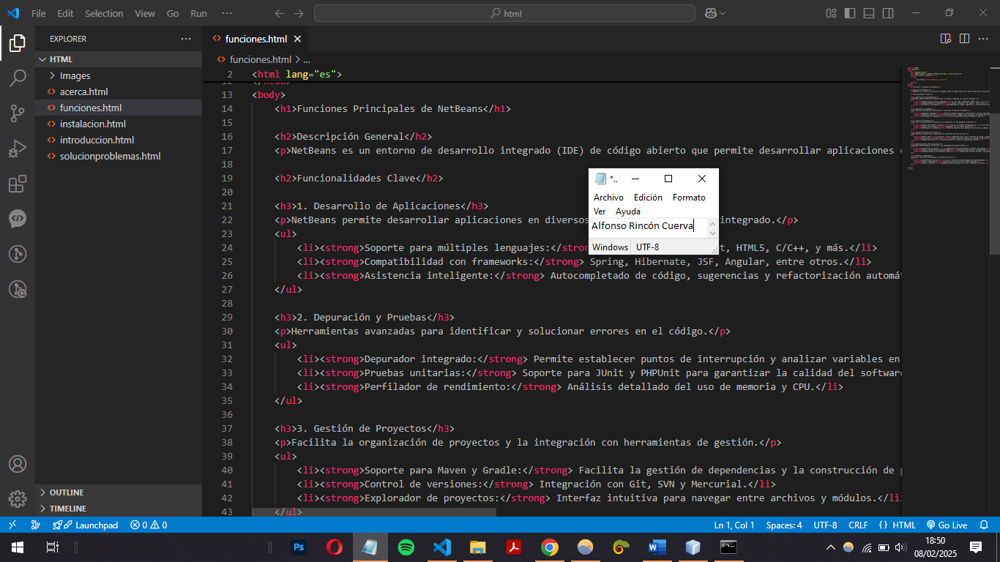 File Edit Selection View Go Run ...
html
EXPLORER ...
HTML
Images
acerca.html
funciones.html
instalacion.html
introduccion.html
solucionproblemas.html
OUTLINE
TIMELINE
funciones.html
funciones.html > ...
2 <html lang="es">
13 <body>
14 <h1>Funciones Principales de NetBeans</h1>
15
16 <h2>Descripción General</h2>
17 <p>NetBeans es un entorno de desarrollo integrado (IDE) de código abierto que permite desarrollar aplicaciones
18
19 <h2>Funcionalidades Clave</h2>
20
21 <h3>1. Desarrollo de Aplicaciones</h3>
22 <p>NetBeans permite desarrollar aplicaciones en diversos integrado.</p>
23 <ul>
24 <li><strong>Soporte para múltiples lenguajes:</stron t, HTML5, C/C++, y más.</li>
25 <li><strong>Compatibilidad con frameworks:</strong> Spring, Hibernate, JSF, Angular, entre otros.</li>
26 <li><strong>Asistencia inteligente:</strong> Autocompletado de código, sugerencias y refactorización automát
27 </ul>
28
29 <h3>2. Depuración y Pruebas</h3>
30 <p>Herramientas avanzadas para identificar y solucionar errores en el código.</p>
31 <ul>
32 <li><strong>Depurador integrado:</strong> Permite establecer puntos de interrupción y analizar variables en
33 <li><strong>Pruebas unitarias:</strong> Soporte para JUnit y PHPUnit para garantizar la calidad del software
34 <li><strong>Perfilador de rendimiento:</strong> Análisis detallado del uso de memoria y CPU.</li>
35 </ul>
36
37 <h3>3. Gestión de Proyectos</h3>
38 <p>Facilita la organización de proyectos y la integración con herramientas de gestión.</p>
39 <ul>
40 <li><strong>Soporte para Maven y Gradle:</strong> Facilita la gestión de dependencias y la construcción de
41 <li><strong>Control de versiones:</strong> Integración con Git, SVN y Mercurial.</li>
42 <li><strong>Explorador de proyectos:</strong> Interfaz intuitiva para navegar entre archivos y módulos.</li
43 </ul>
*..
Archivo Edición Formato
Ver Ayuda
Alfonso Rincón Cuerva
Windows UTF-8
Launchpad 0 0
Ln 1, Col 1 Spaces: 4 UTF-8 CRLF {} HTML Go Live
Ps
18:50
08/02/2025